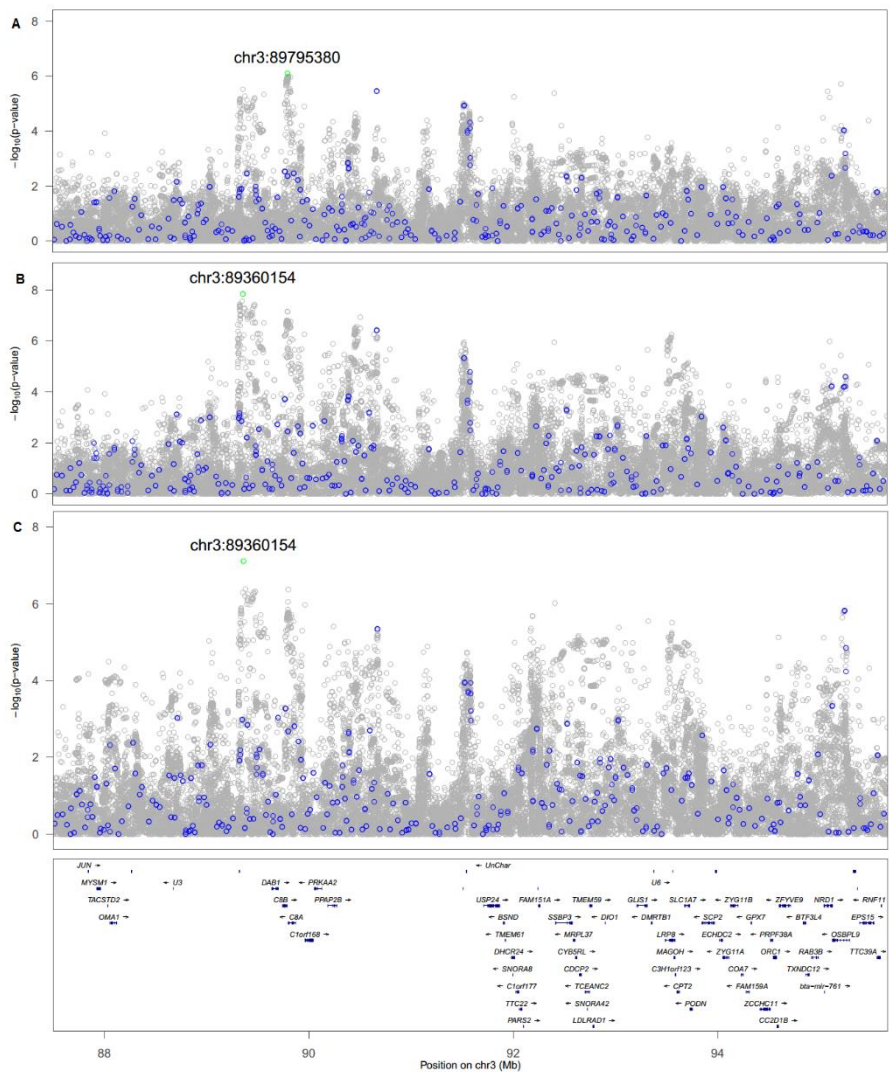 A
8
6
4
2
0
−log10(p−value)
chr3:89795380
B
8
6
4
2
0
−log10(p−value)
chr3:89360154
C
8
6
4
2
0
−log10(p−value)
chr3:89360154
JUN → ← UnChar
MYSM1 → ← U3 DAB1 → ← PRKAA2 U6 ←
TACSTD2 → C8B → PPAP2B → USP24 → FAM151A → TMEM59 → ← GLIS1 SLC1A7 → ← ZYG11B ← ZFYVE9 NRD1 → ← RNF11
OMA1 → ← C8A ← BSND SSBP3 → ← DIO1 ← DMRTB1 ← SCP2 ← GPX7 ← BTF3L4 EPS15 →
C1orf168 → ← TMEM61 ← MRPL37 LRP8 → ECHDC2 → ← PRPF38A ← OSBPL9
DHCR24 → CYB5RL → MAGOH → ← ZYG11A ORC1 → RAB3B → TTC39A →
← SNORA8 CDCP2 → C3H1orf123 → COA7 → TXNDC12 →
← C1orf177 ← TCEANC2 ← CPT2 ← FAM159A bta−mir−761 →
TTC22 → ← SNORA42 ← PODN ZCCHC11 →
PARS2 → LDLRAD1 → CC2D1B →
88 90 92 94
Position on chr3 (Mb)